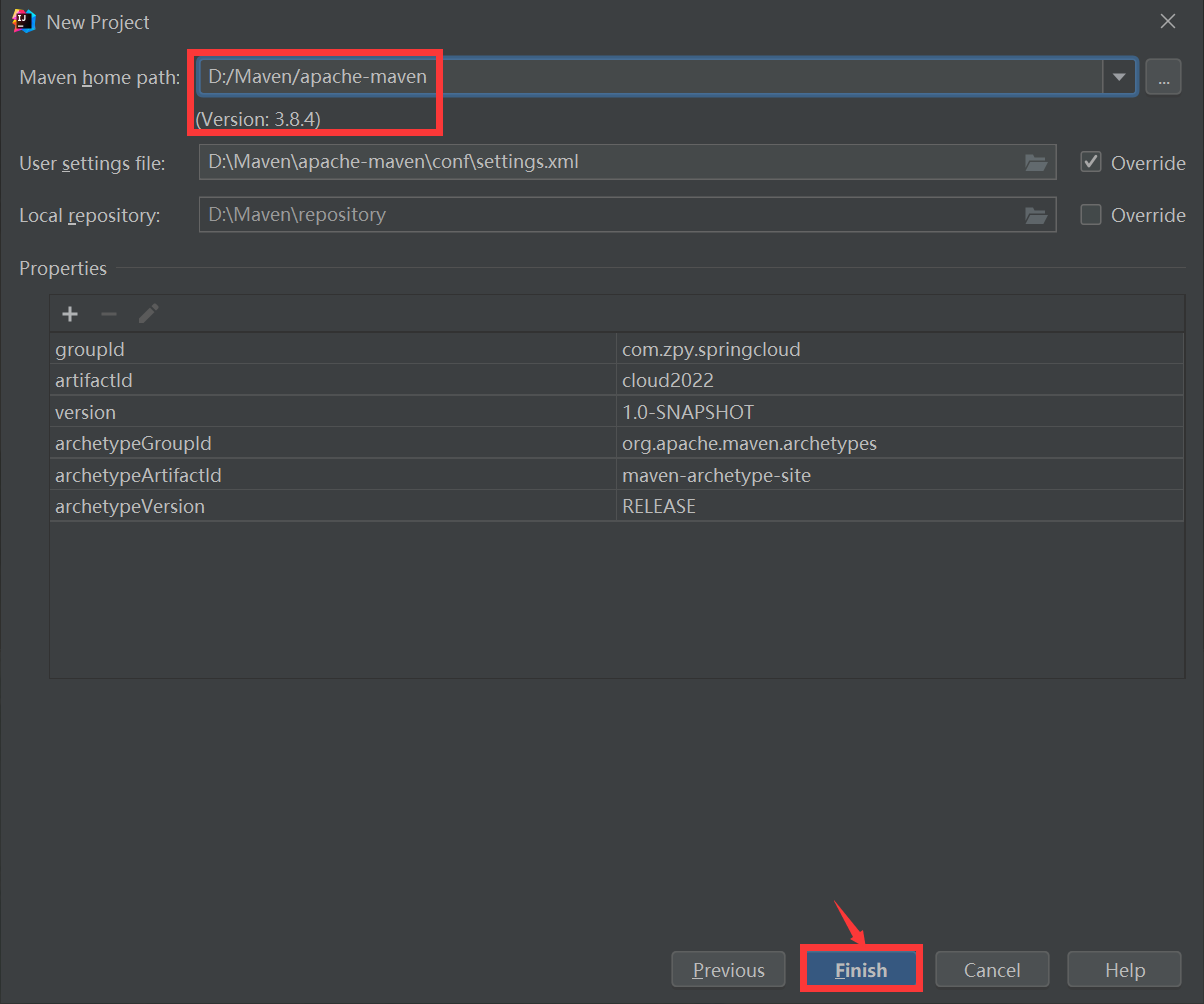 New Project
Maven home path: D:/Maven/apache-maven ...
(Version: 3.8.4)
User settings file: D:\Maven\apache-maven\conf\settings.xml Override
Local repository: D:\Maven\repository Override
Properties
groupId com.zpy.springcloud
artifactId cloud2022
version 1.0-SNAPSHOT
archetypeGroupId org.apache.maven.archetypes
archetypeArtifactId maven-archetype-site
archetypeVersion RELEASE
Previous Finish Cancel Help